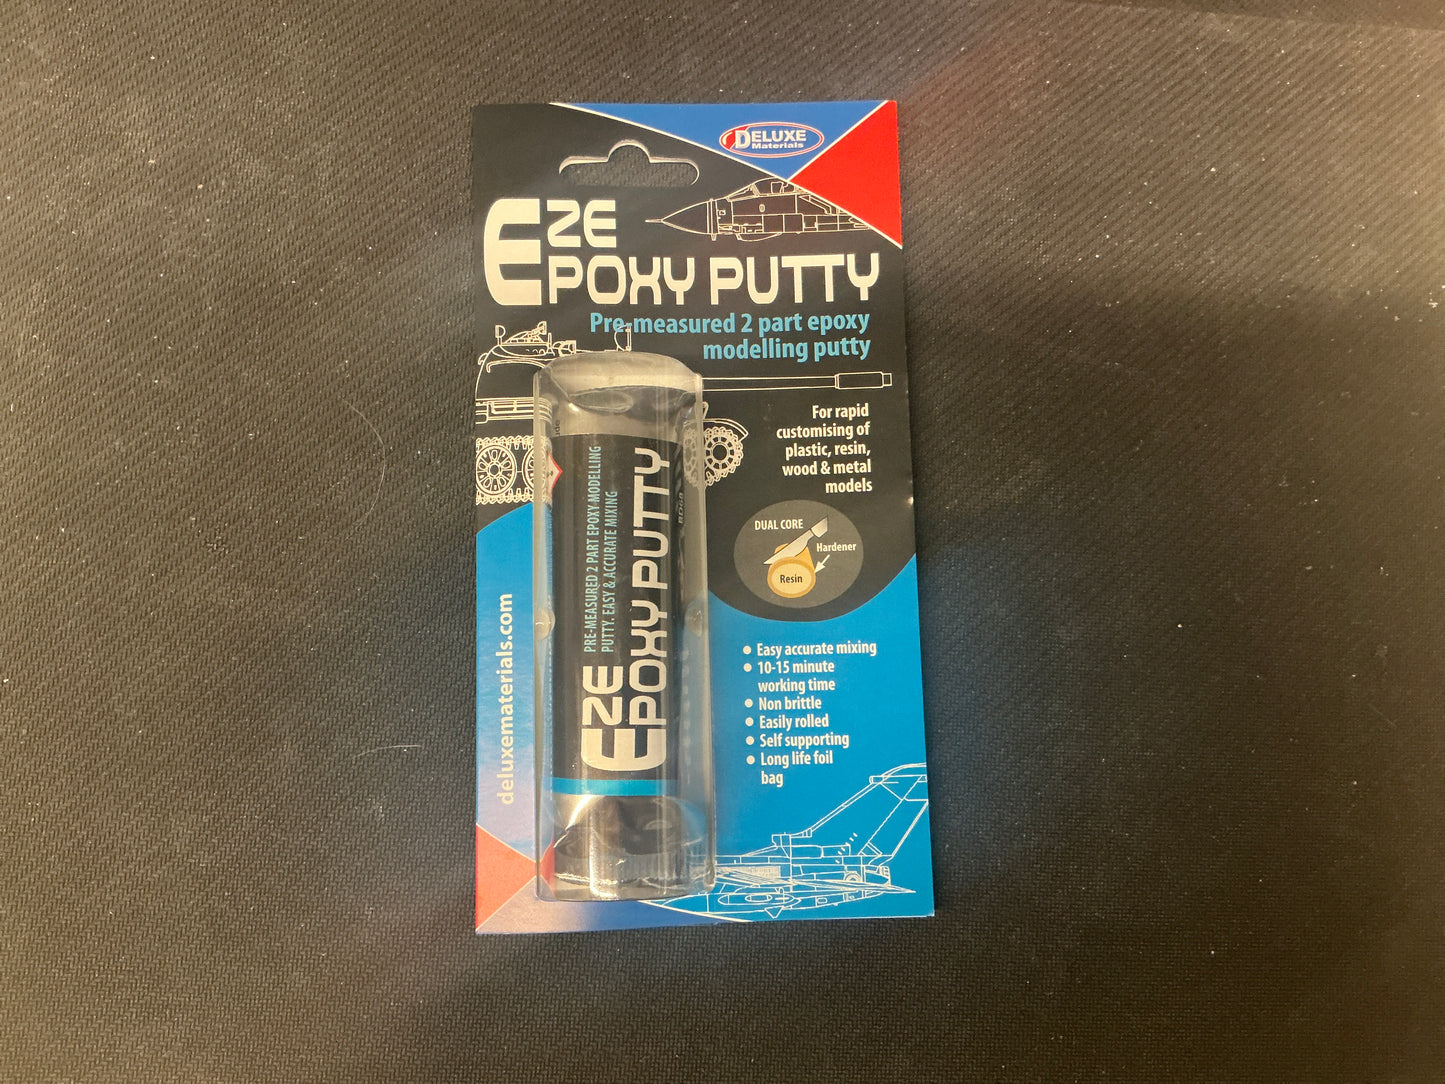 DELUXE
Materials
EZE
EPOXY PUTTY
Pre-measured 2 part epoxy
modelling putty
For rapid
customising of
plastic, resin,
wood & metal
models
DUAL CORE
Hardener
Resin
Easy accurate mixing
10-15 minute
working time
Non brittle
Easily rolled
Self supporting
Long life foil
bag
deluxematerials.com
PRE-MEASURED 2 PART EPOXY MODELLING
PUTTY. EASY & ACCURATE MIXING
EZE
EPOXY PUTTY